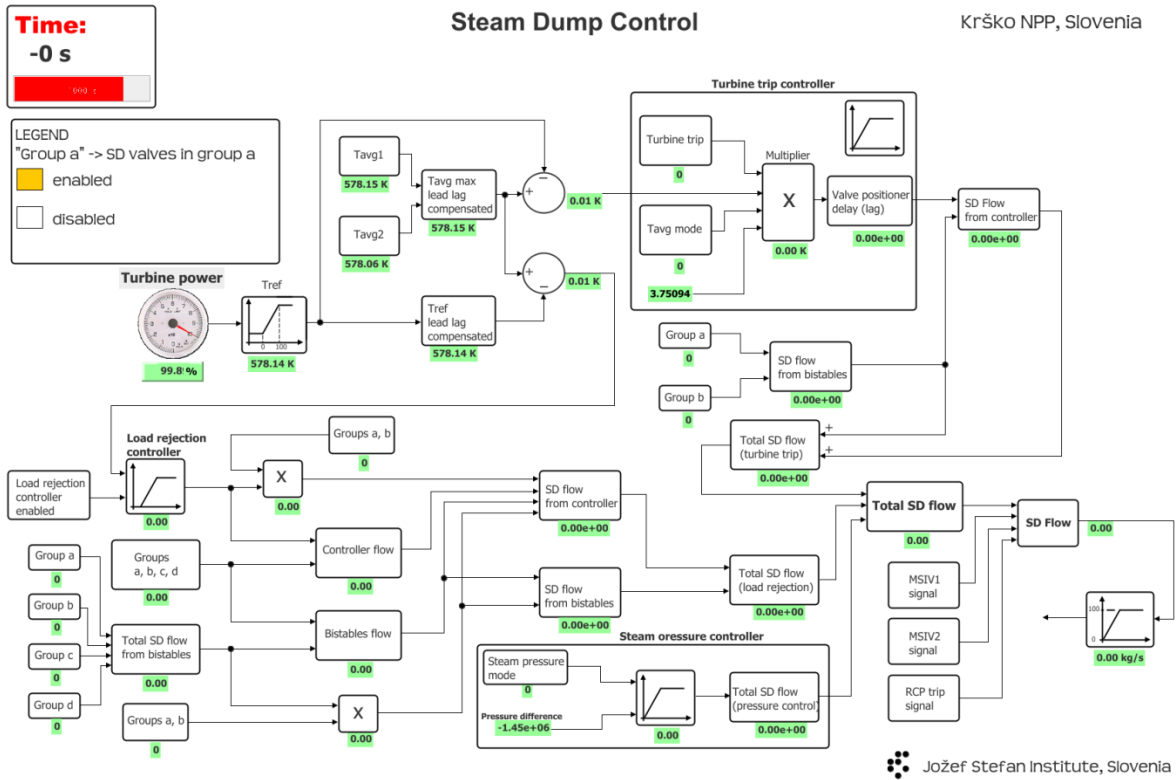 Steam Dump Control
Krško NPP, Slovenia
Time:
-0 s
LEGEND
"Group a" -> SD valves in group a
enabled
disabled
Turbine power
99.8 %
Tref
0 100
578.14 K
Tavg1
578.15 K
Tavg2
578.06 K
Tavg max
lead lag
compensated
578.15 K
Tref
lead lag
compensated
578.14 K
+
−
0.01 K
+
−
0.01 K
Turbine trip controller
Turbine trip
0
Tavg mode
0
3.75094
Multiplier
X
0.00 K
Valve positioner
delay (lag)
0.00e+00
SD Flow
from controller
0.00e+00
Group a
0
Group b
0
SD flow
from bistables
0.00e+00
Total SD flow
(turbine trip)
+
+
0.00e+00
Load rejection
controller
0.00
Load rejection
controller
enabled
Groups a, b
0
X
0.00
Group a
0
Group b
0
Group c
0
Group d
0
Groups
a, b, c, d
0.00
Total SD flow
from bistables
0.00
Groups a, b
0
Controller flow
0.00
Bistables flow
0.00
X
0.00
SD flow
from controller
0.00e+00
SD flow
from bistables
0.00e+00
Total SD flow
(load rejection)
0.00e+00
Steam oressure controller
Steam pressure
mode
0
Pressure difference
-1.45e+06
0.00
Total SD flow
(pressure control)
0.00e+00
Total SD flow
0.00
SD Flow
0.00
MSIV1
signal
MSIV2
signal
RCP trip
signal
100
0
0.00 kg/s
Jožef Stefan Institute, Slovenia